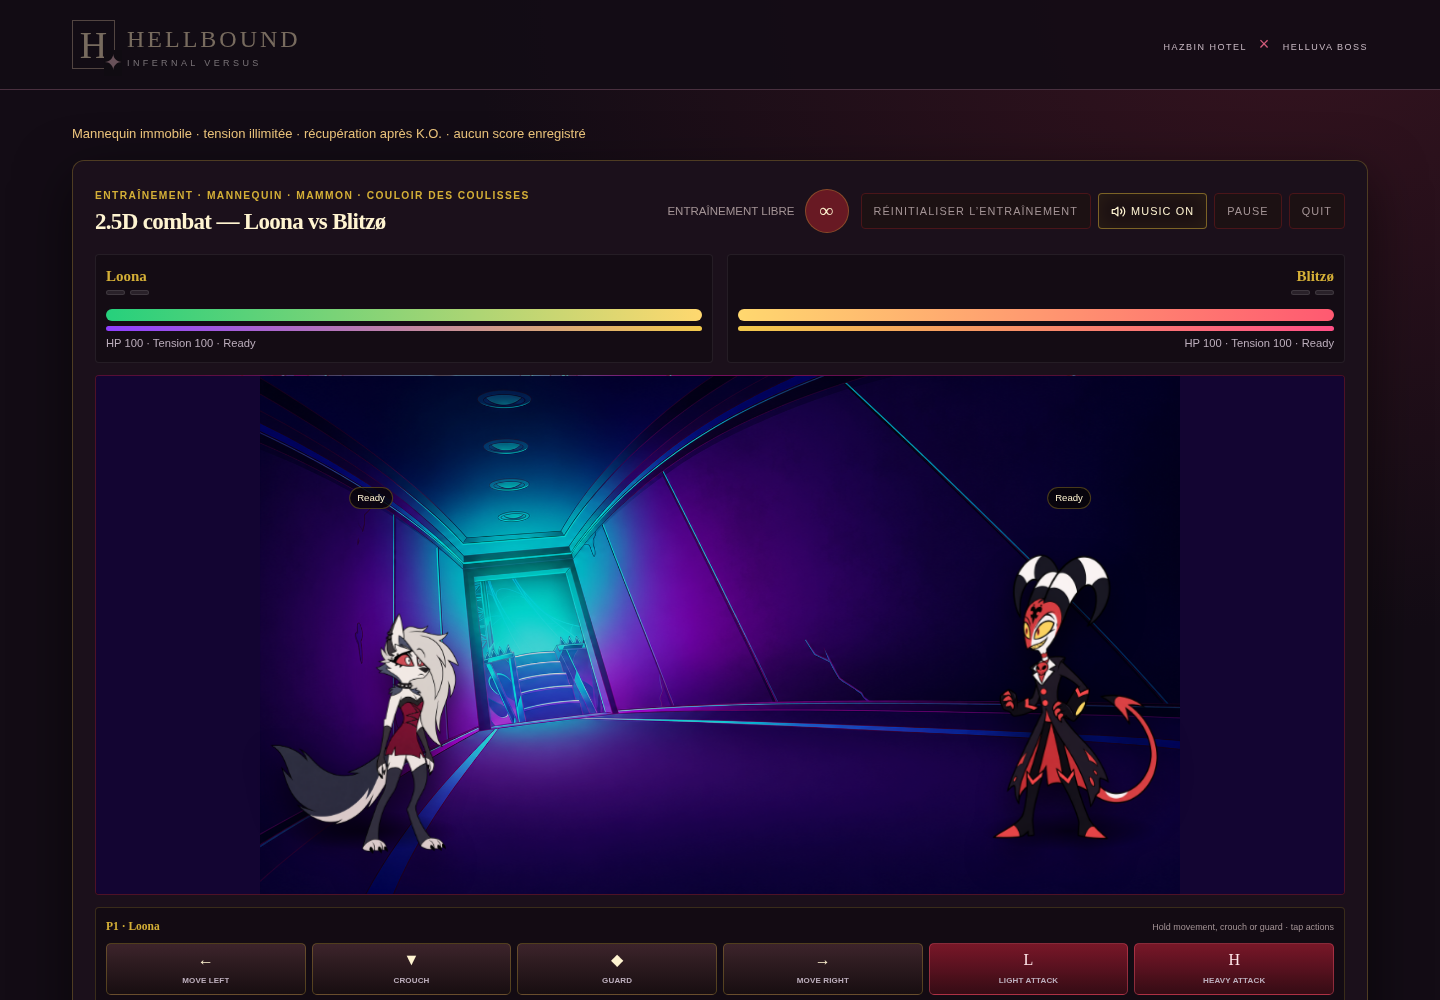 H HELLBOUND
INFERNAL VERSUS
HAZBIN HOTEL × HELLUVA BOSS
Mannequin immobile · tension illimitée · récupération après K.O. · aucun score enregistré
ENTRAÎNEMENT · MANNEQUIN · MAMMON · COULOIR DES COULISSES
2.5D combat — Loona vs Blitzø
ENTRAÎNEMENT LIBRE ∞ RÉINITIALISER L'ENTRAÎNEMENT MUSIC ON PAUSE QUIT
Loona
HP 100 · Tension 100 · Ready
Blitzø
HP 100 · Tension 100 · Ready
Ready
Ready
P1 · Loona
Hold movement, crouch or guard · tap actions
← MOVE LEFT
▼ CROUCH
◆ GUARD
→ MOVE RIGHT
L LIGHT ATTACK
H HEAVY ATTACK